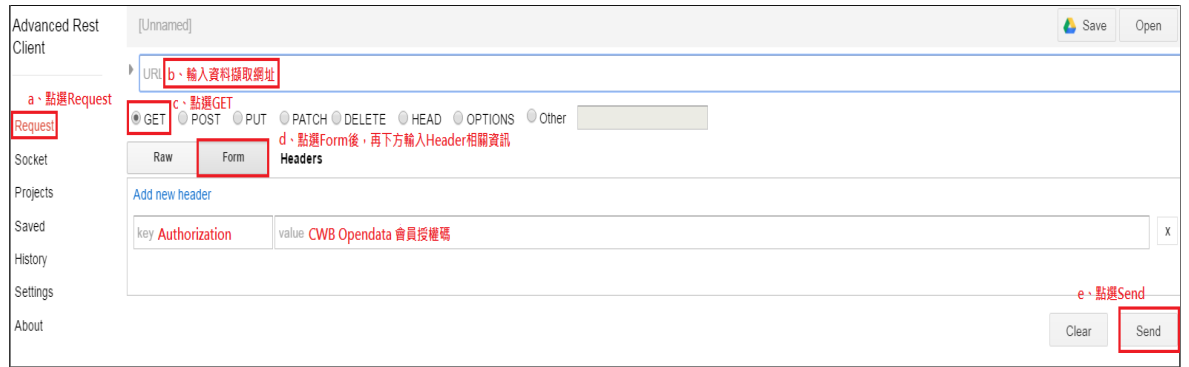 Advanced Rest
Client
[Unnamed]
Save
Open
URL b、輸入資料擷取網址
a、點選Request
c、點選GET
Request
GET POST PUT PATCH DELETE HEAD OPTIONS Other
d、點選Form後，再下方輸入Header相關資訊
Socket
Raw
Form
Headers
Projects
Add new header
Saved
key Authorization
value CWB Opendata 會員授權碼
x
History
Settings
e、點選Send
About
Clear
Send